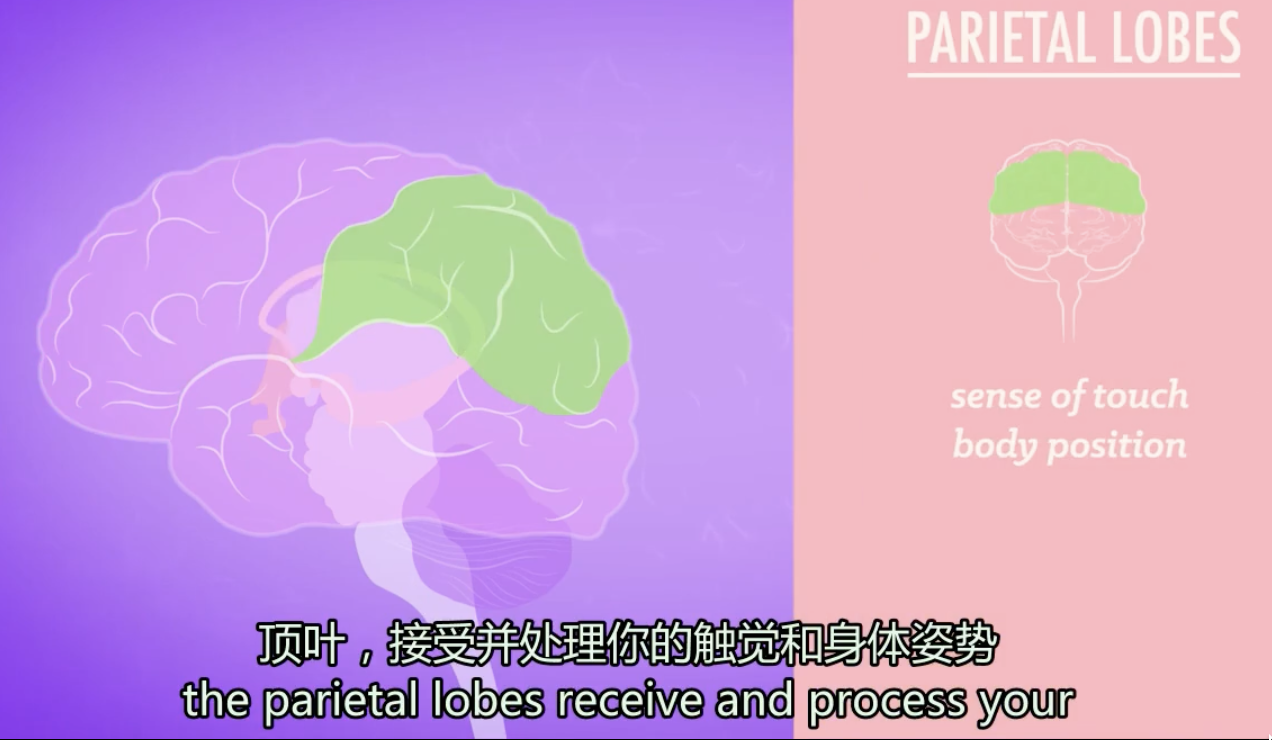 PARIETAL LOBES
sense of touch
body position
顶叶，接受并处理你的触觉和身体姿势
the parietal lobes receive and process your